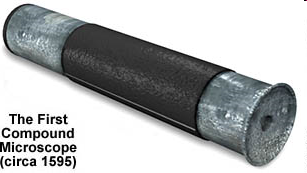 The First
Compound
Microscope
(circa 1595)